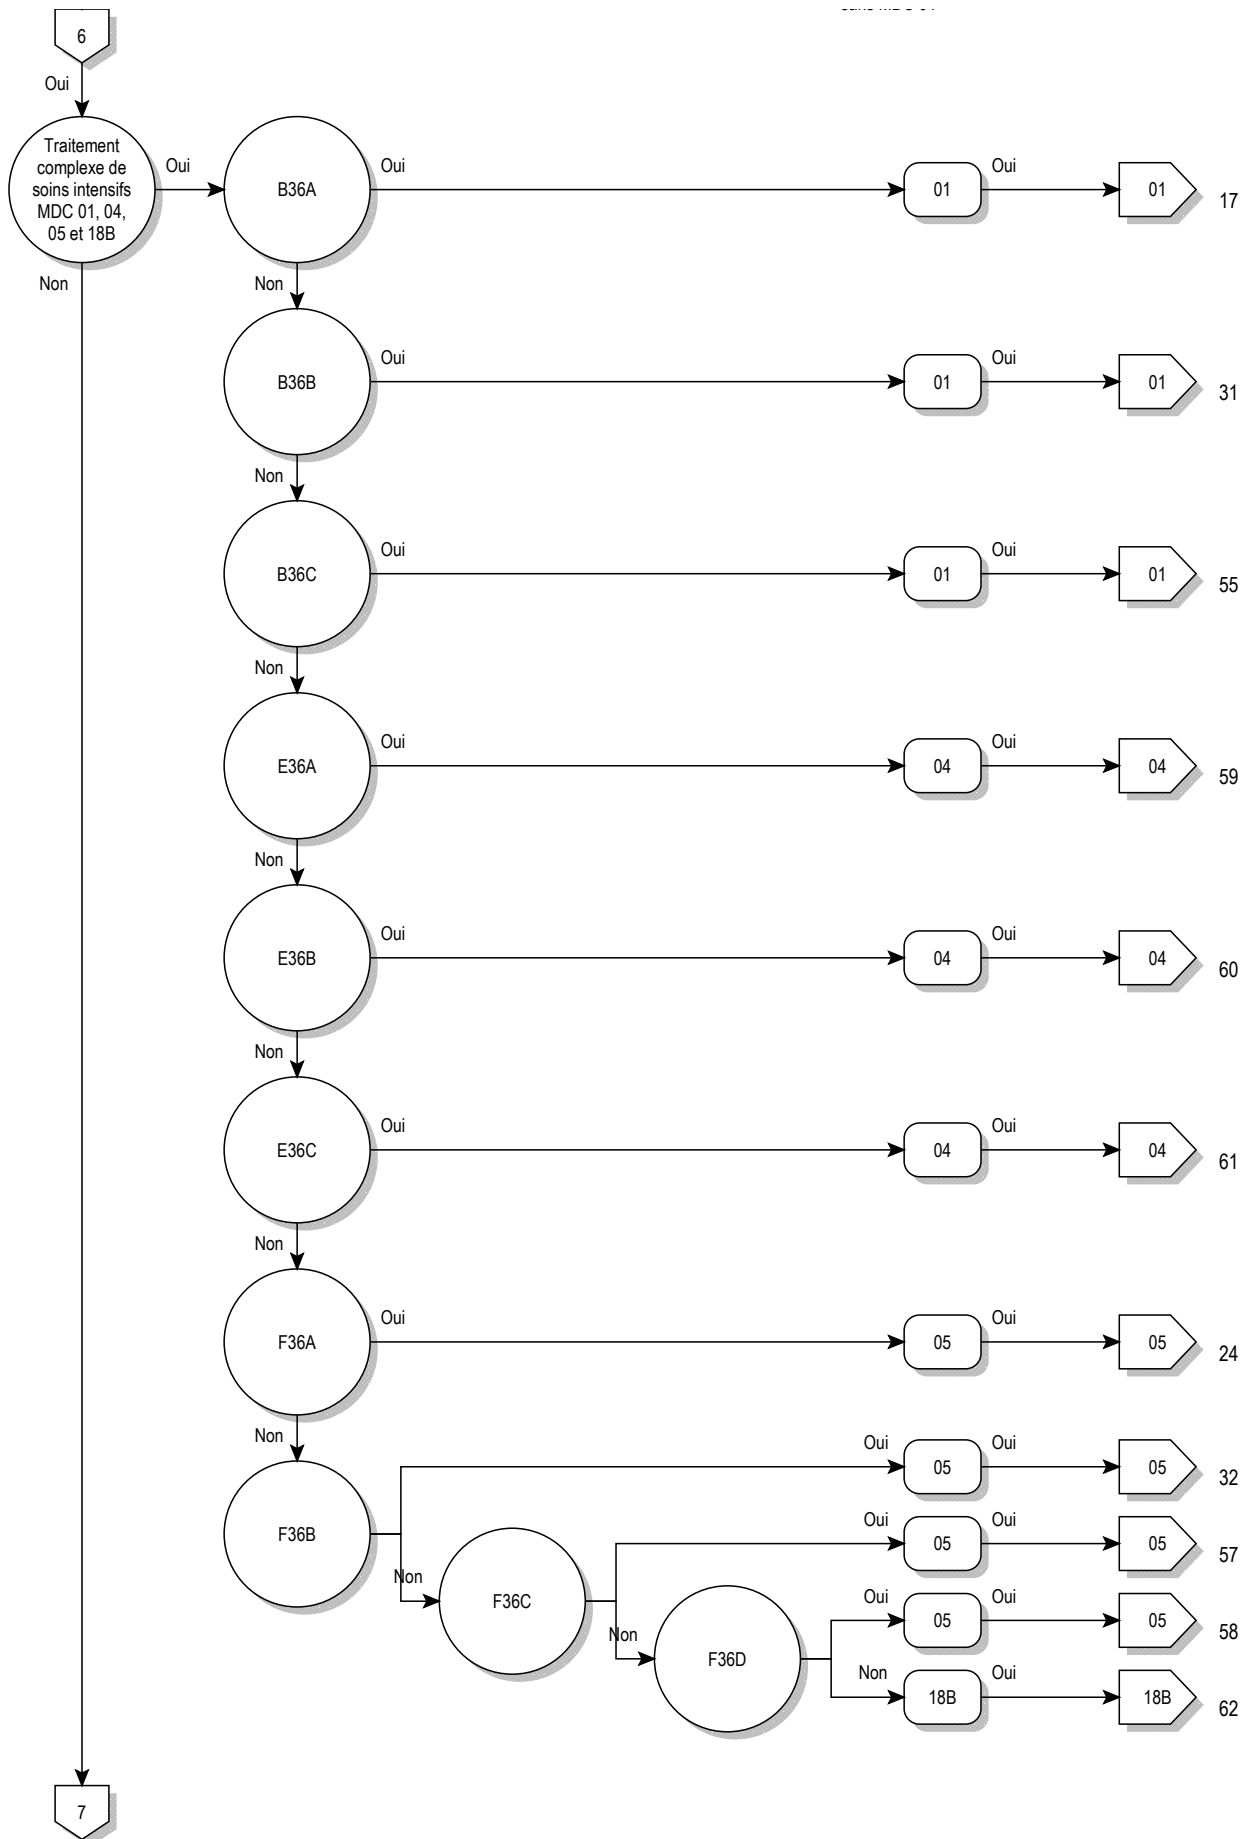 6
Oui
Traitement
complexe de
soins intensifs
MDC 01, 04,
05 et 18B
Oui
B36A
Oui
01
Oui
01
17
Non
Non
B36B
Oui
01
Oui
01
31
Non
B36C
Oui
01
Oui
01
55
Non
E36A
Oui
04
Oui
04
59
Non
E36B
Oui
04
Oui
04
60
Non
E36C
Oui
04
Oui
04
61
Non
F36A
Oui
05
Oui
05
24
Non
F36B
Oui
05
Oui
05
32
Non
F36C
Oui
05
Oui
05
57
Non
F36D
Oui
05
Oui
05
58
Non
18B
Oui
18B
62
7